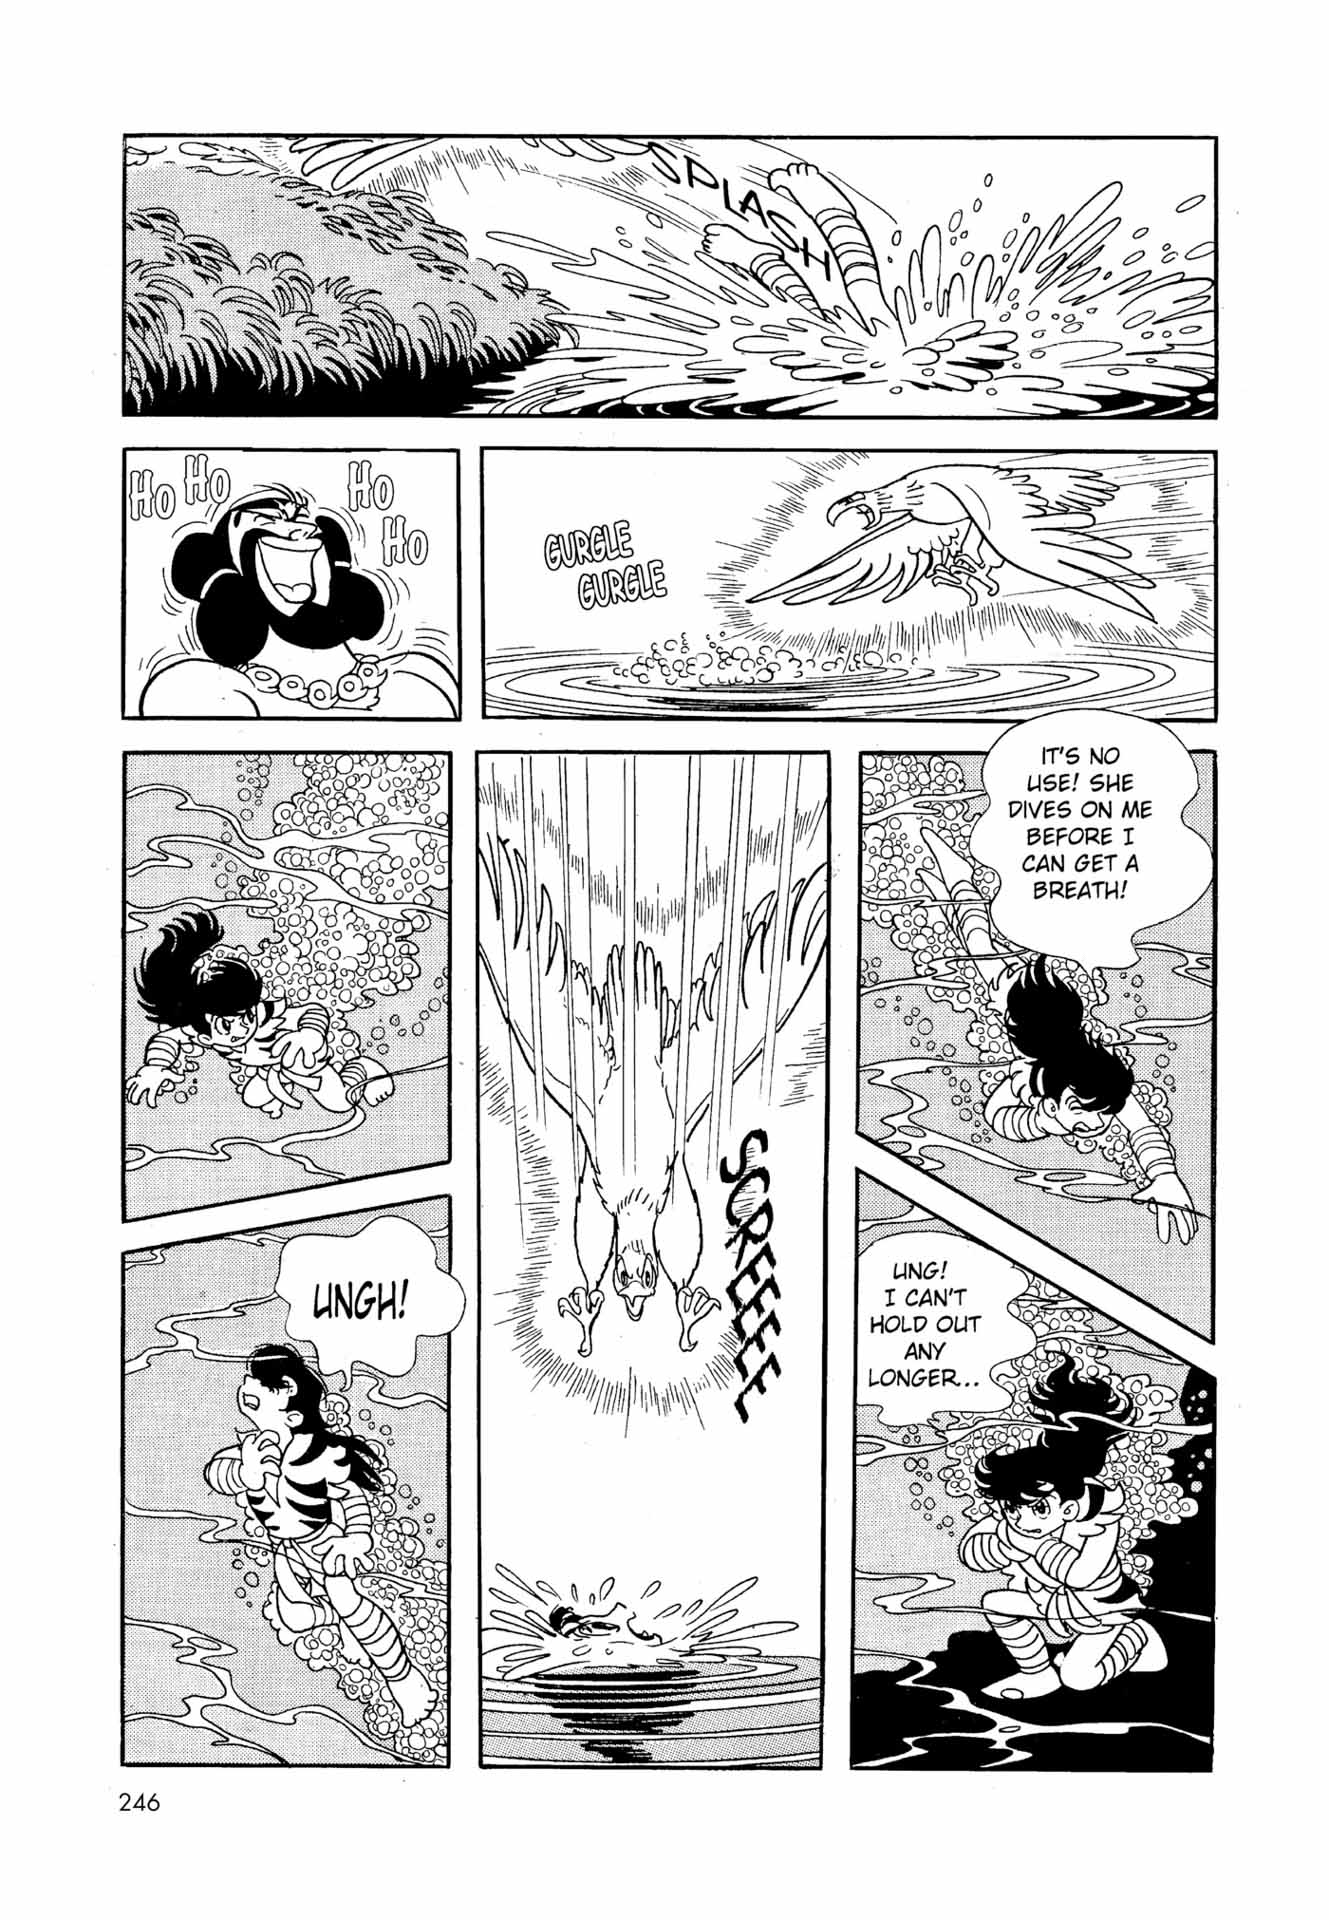 SPLASH
HO HO
HO
HO
GURGLE
GURGLE
UNGH!
SCREEEEE
IT'S NO
USE! SHE
DIVES ON ME
BEFORE I
CAN GET A
BREATH!
UNG!
I CAN'T
HOLD OUT
ANY
LONGER...
246